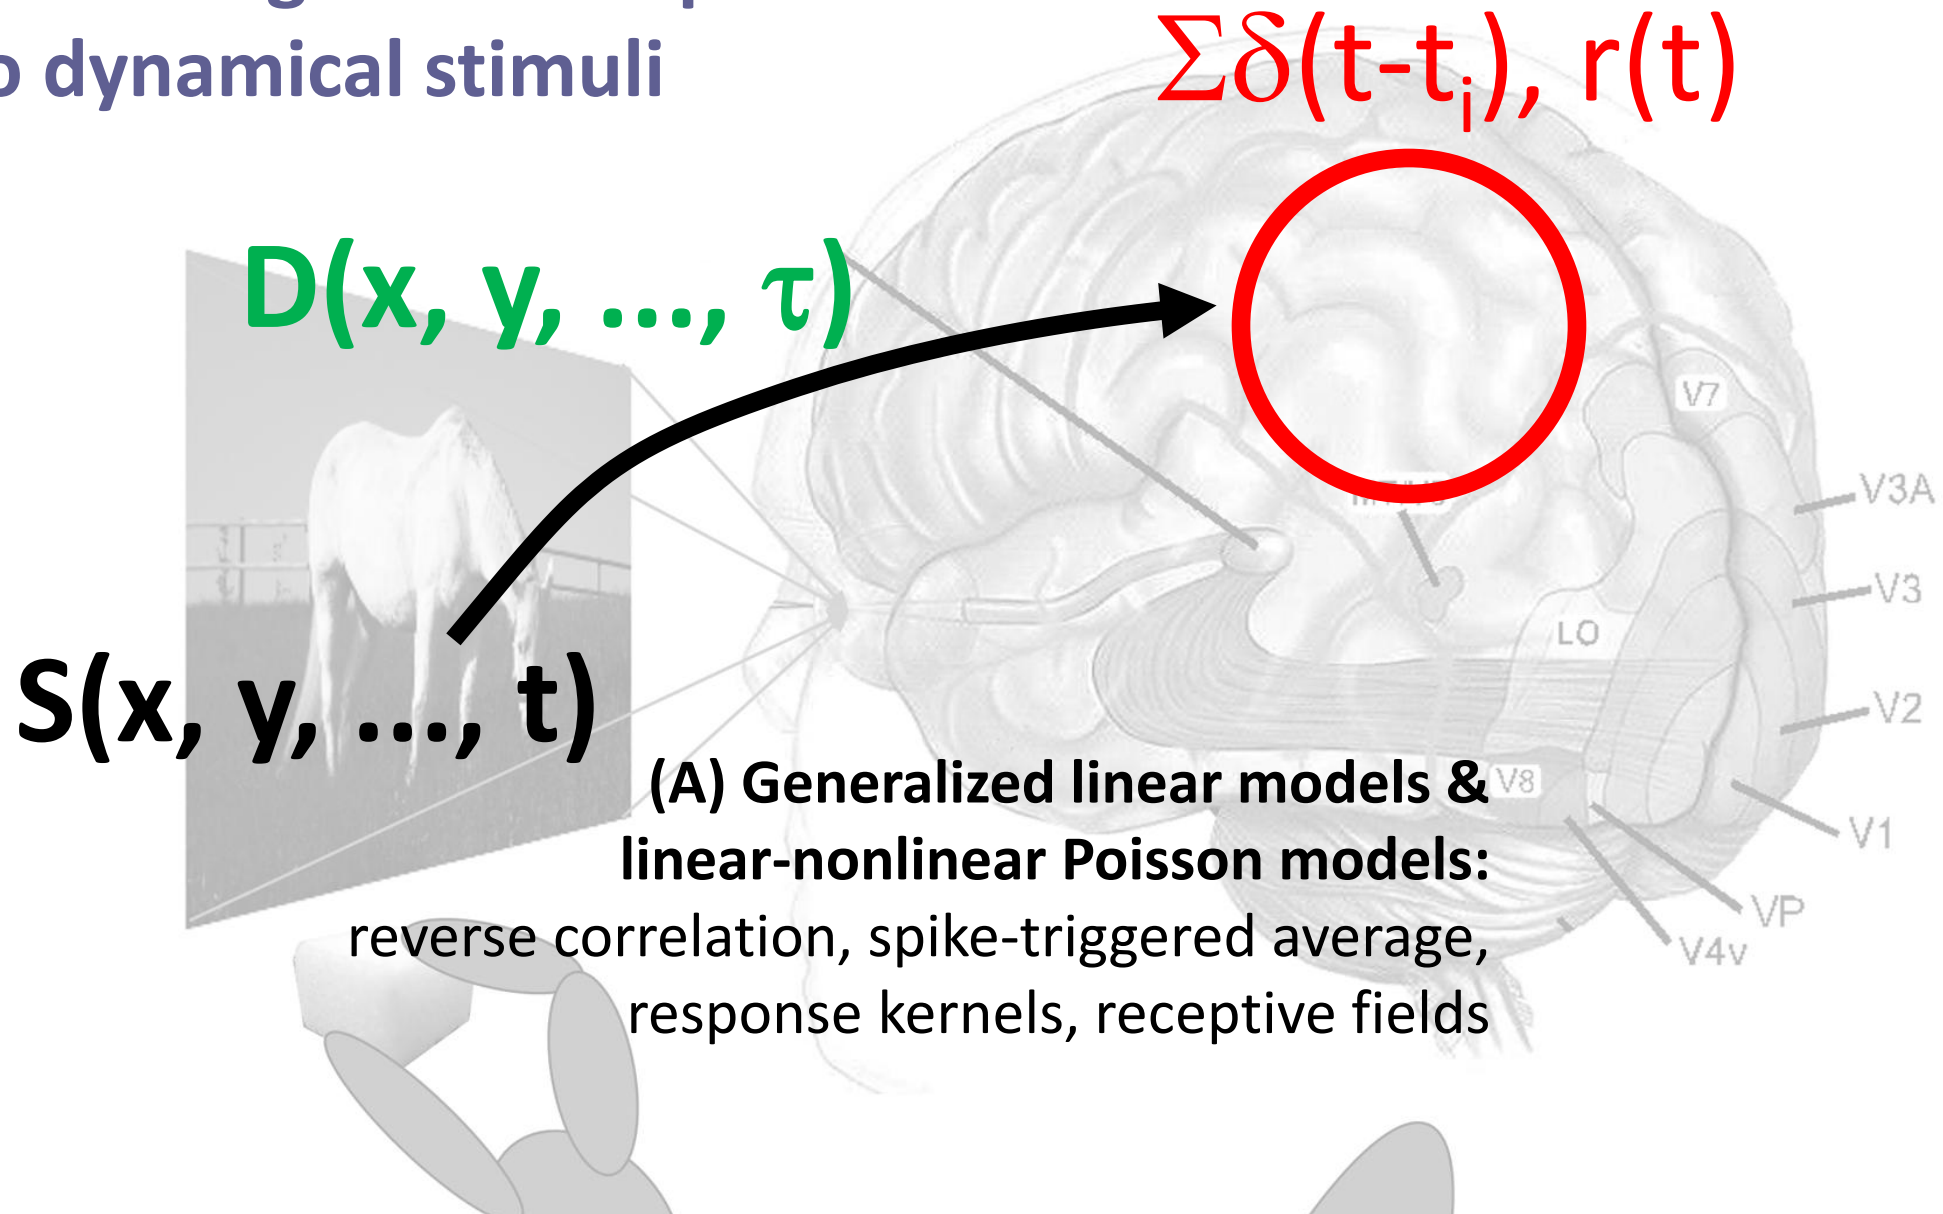 o dynamical stimuli
Σδ(t-tᵢ), r(t)
D(x, y, ..., τ)
V7
V3A
V3
LO
S(x, y, ..., t)
V2
(A) Generalized linear models &
V8
V1
linear-nonlinear Poisson models:
VP
reverse correlation, spike-triggered average,
V4v
response kernels, receptive fields